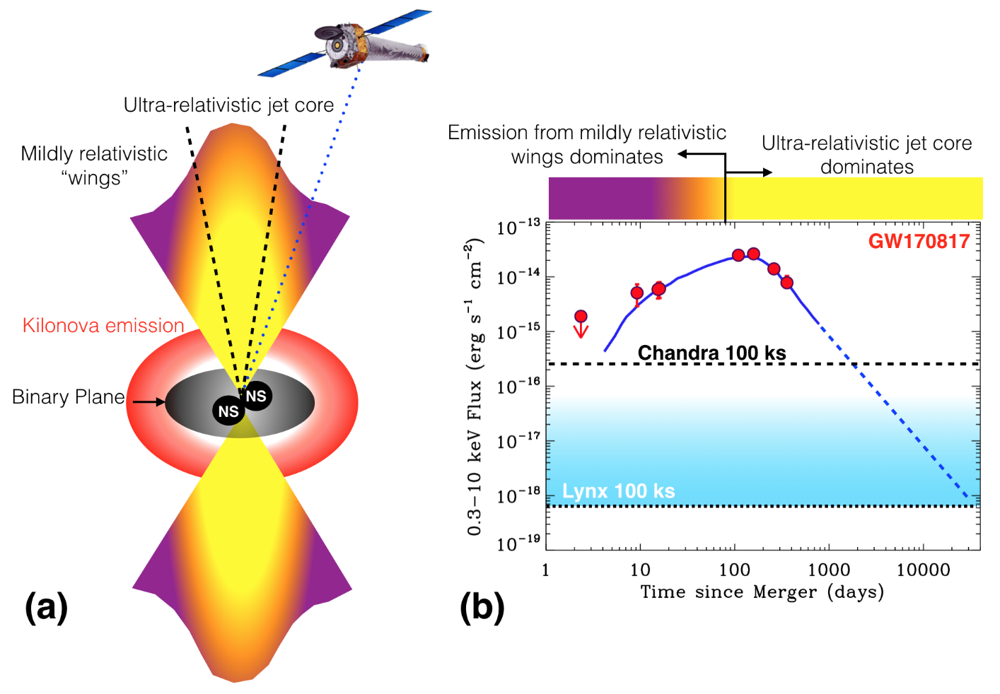 Ultra-relativistic jet core
Mildly relativistic
“wings”
Kilonova emission
Binary Plane
NS
NS
(a)
Emission from mildly relativistic
wings dominates
Ultra-relativistic jet core
dominates
GW170817
10⁻¹³
10⁻¹⁴
10⁻¹⁵
10⁻¹⁶
10⁻¹⁷
10⁻¹⁸
10⁻¹⁹
0.3−10 keV Flux (erg s⁻¹ cm⁻²)
Chandra 100 ks
Lynx 100 ks
1
10
100
1000
10000
Time since Merger (days)
(b)